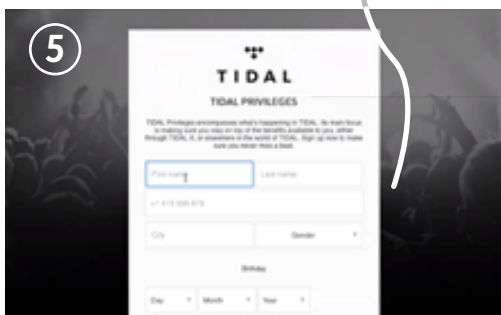 5
TIDAL
TIDAL PRIVILEGES
TIDAL Privileges encompasses what's happening in TIDAL. Its main focus
is making sure you stay on top of the benefits available to you, either
through TIDAL X, or elsewhere in the world of TIDAL. Sign up now to make
sure you never miss a beat.
First name Last name
City Gender
Birthday
Day Month Year